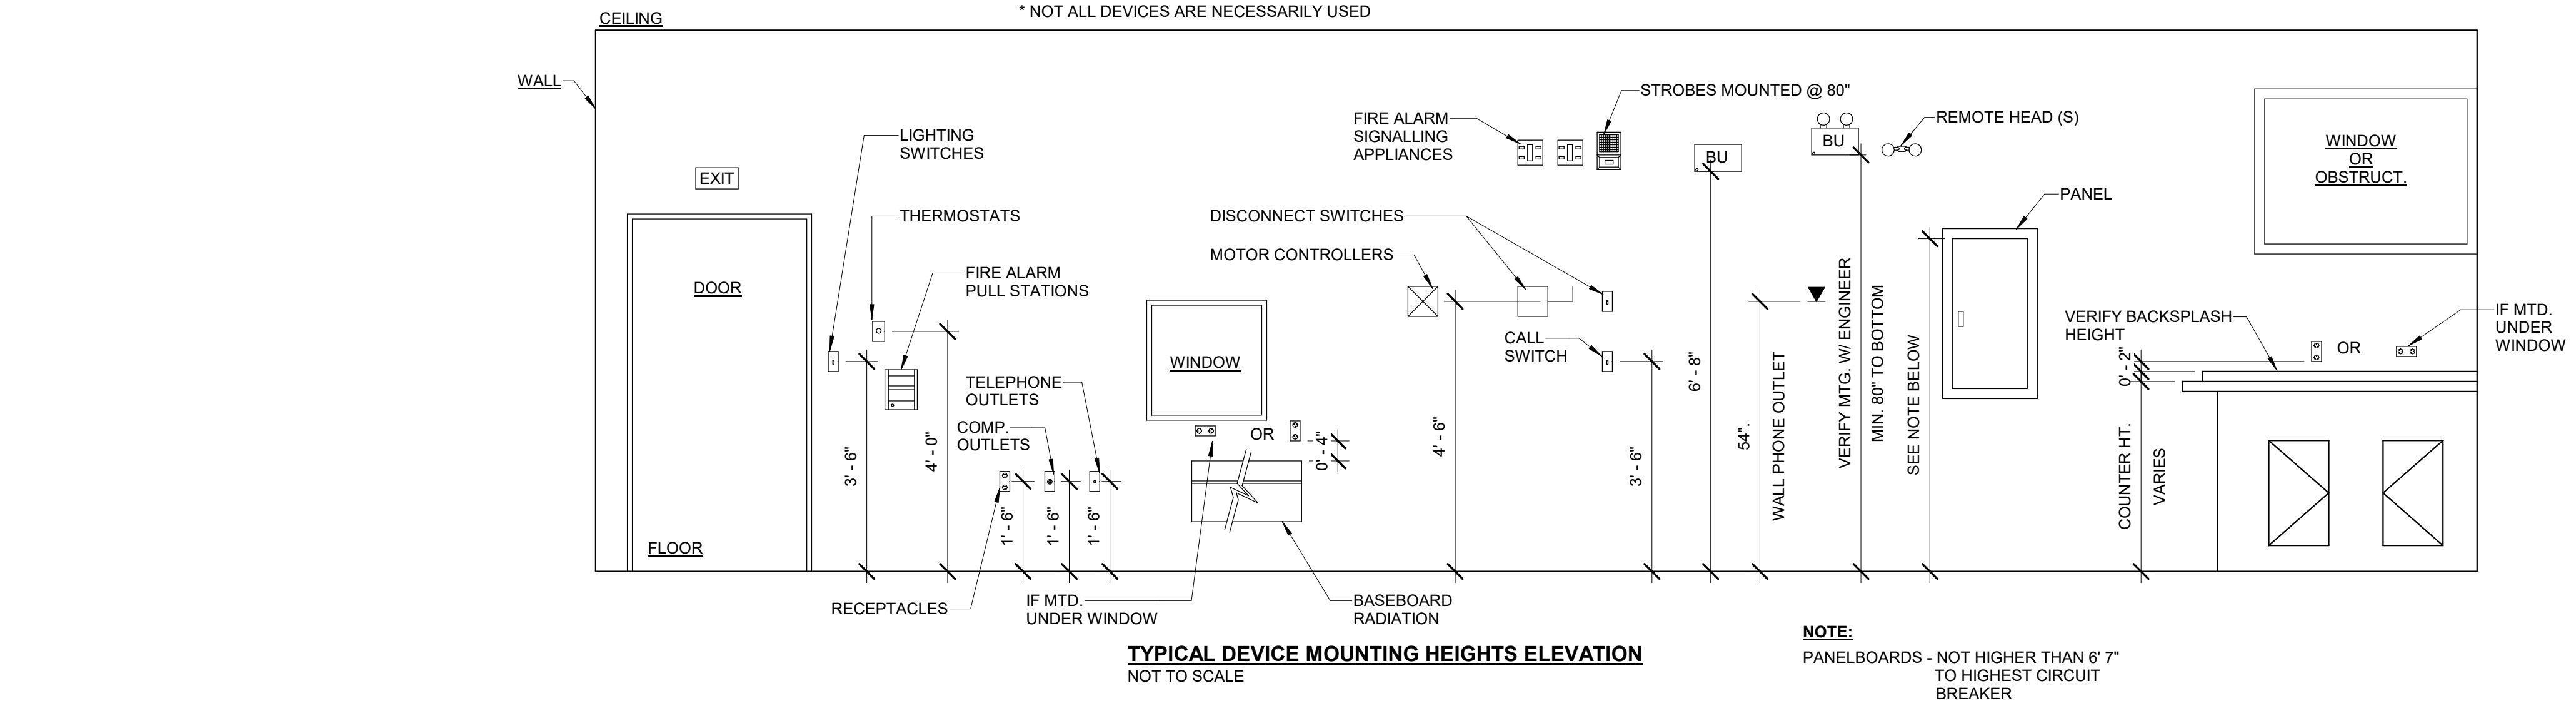 * NOT ALL DEVICES ARE NECESSARILY USED
CEILING
WALL
LIGHTING
SWITCHES
EXIT
THERMOSTATS
FIRE ALARM
PULL STATIONS
DOOR
FLOOR
TELEPHONE
OUTLETS
COMP.
OUTLETS
3' - 6"
4' - 0"
1' - 6"
1' - 6"
1' - 6"
RECEPTACLES
WINDOW
OR
0' - 4"
IF MTD.
UNDER WINDOW
BASEBOARD
RADIATION
FIRE ALARM
SIGNALLING
APPLIANCES
STROBES MOUNTED @ 80"
DISCONNECT SWITCHES
MOTOR CONTROLLERS
CALL
SWITCH
4' - 6"
3' - 6"
BU
6' - 8"
54".
WALL PHONE OUTLET
BU
REMOTE HEAD (S)
VERIFY MTG. W/ ENGINEER
MIN. 80" TO BOTTOM
SEE NOTE BELOW
PANEL
WINDOW
OR
OBSTRUCT.
VERIFY BACKSPLASH
HEIGHT
0' - 2"
OR
IF MTD.
UNDER
WINDOW
COUNTER HT.
VARIES
TYPICAL DEVICE MOUNTING HEIGHTS ELEVATION
NOT TO SCALE
NOTE:
PANELBOARDS - NOT HIGHER THAN 6' 7"
TO HIGHEST CIRCUIT
BREAKER